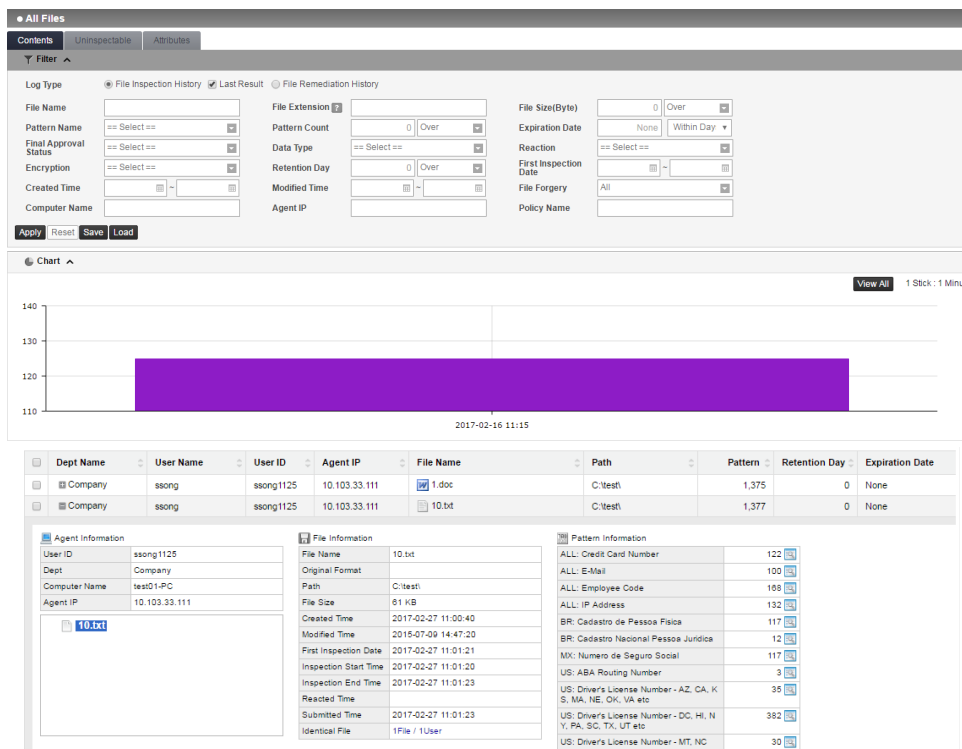 All Files
Contents Uninspectable Attributes
Filter
Log Type File Inspection History Last Result File Remediation History
File Name File Extension ? File Size(Byte) 0 Over
Pattern Name == Select == Pattern Count 0 Over Expiration Date None Within Day
Final Approval Status == Select == Data Type == Select == Reaction == Select ==
Encryption == Select == Retention Day 0 Over First Inspection Date ~
Created Time ~ Modified Time ~ File Forgery All
Computer Name Agent IP Policy Name
Apply Reset Save Load
Chart
View All 1 Stick : 1 Minu
140
130
120
110
2017-02-16 11:15
Dept Name User Name User ID Agent IP File Name Path Pattern Retention Day Expiration Date
Company ssong ssong1125 10.103.33.111 1.doc C:\test\ 1,375 0 None
Company ssong ssong1125 10.103.33.111 10.txt C:\test\ 1,377 0 None
Agent Information
User ID ssong1125
Dept Company
Computer Name test01-PC
Agent IP 10.103.33.111
10.txt
File Information
File Name 10.txt
Original Format
Path C:\test\
File Size 61 KB
Created Time 2017-02-27 11:00:40
Modified Time 2015-07-09 14:47:20
First Inspection Date 2017-02-27 11:01:21
Inspection Start Time 2017-02-27 11:01:20
Inspection End Time 2017-02-27 11:01:23
Reacted Time
Submitted Time 2017-02-27 11:01:23
Identical File 1File / 1User
Pattern Information
ALL: Credit Card Number 122
ALL: E-Mail 100
ALL: Employee Code 168
ALL: IP Address 132
BR: Cadastro de Pessoa Fisica 117
BR: Cadastro Nacional Pessoa Juridica 12
MX: Numero de Seguro Social 117
US: ABA Routing Number 3
US: Driver's License Number - AZ, CA, K
S, MA, NE, OK, VA etc 35
US: Driver's License Number - DC, HI, N
Y, PA, SC, TX, UT etc 382
US: Driver's License Number - MT, NC 30